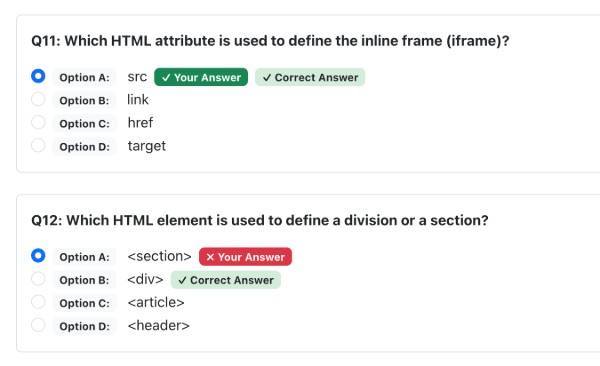 Q11: Which HTML attribute is used to define the inline frame (iframe)?
Option A: src ✓ Your Answer ✓ Correct Answer
Option B: link
Option C: href
Option D: target
Q12: Which HTML element is used to define a division or a section?
Option A: <section> × Your Answer
Option B: <div> ✓ Correct Answer
Option C: <article>
Option D: <header>